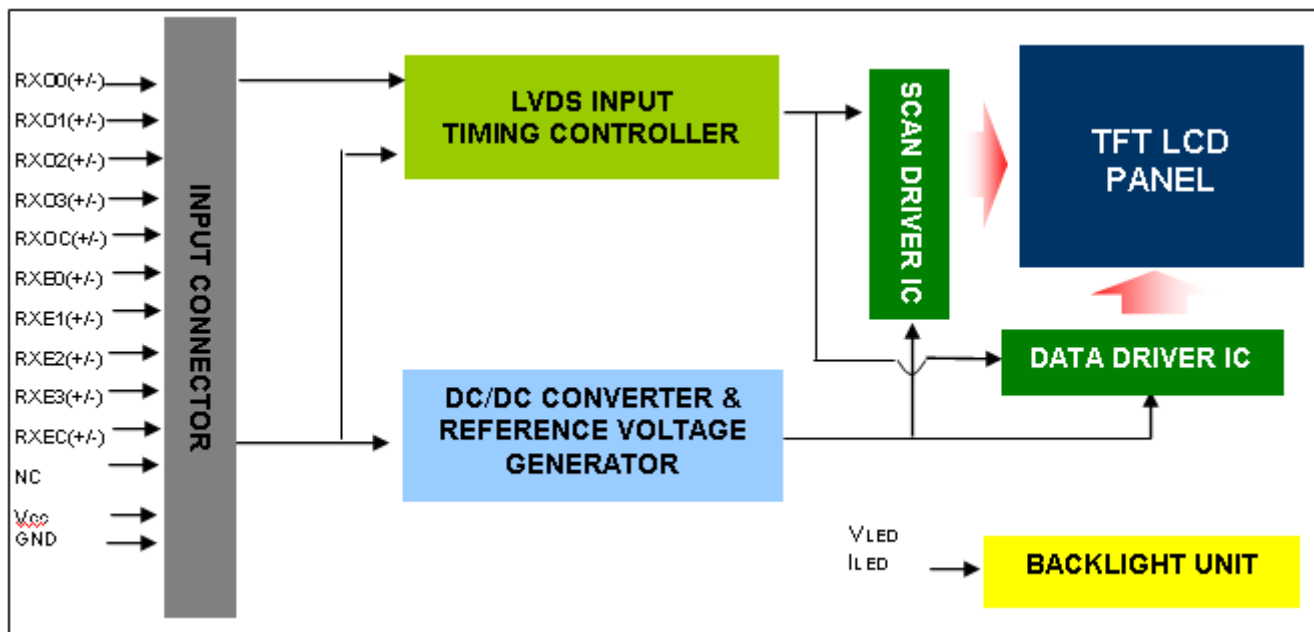 RXO0(+/-)
RXO1(+/-)
RXO2(+/-)
RXO3(+/-)
RXOC(+/-)
RXE0(+/-)
RXE1(+/-)
RXE2(+/-)
RXE3(+/-)
RXEC(+/-)
NC
Vcc
GND
INPUT CONNECTOR
LVDS INPUT
TIMING CONTROLLER
DC/DC CONVERTER &
REFERENCE VOLTAGE
GENERATOR
SCAN DRIVER IC
TFT LCD
PANEL
DATA DRIVER IC
VLED
ILED
BACKLIGHT UNIT